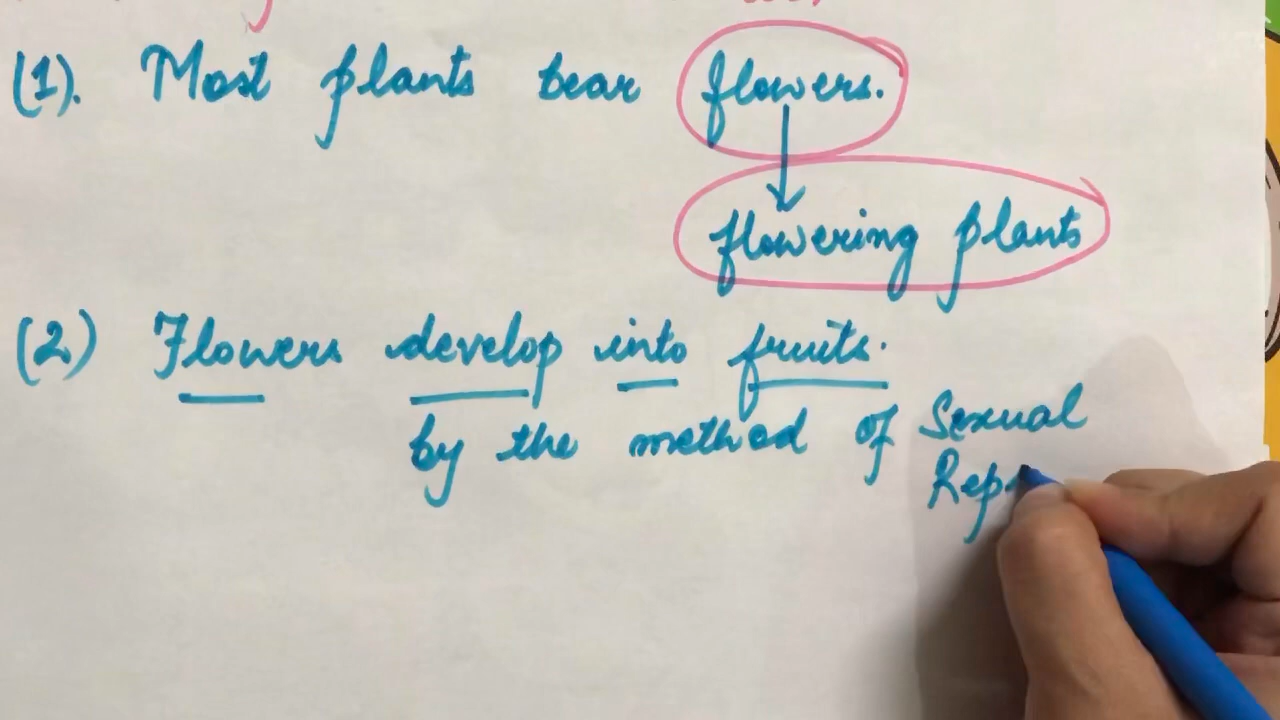 (1). Most plants bear flowers.
flowering plants
(2) Flowers develop into fruits.
by the method of Sexual
Rep